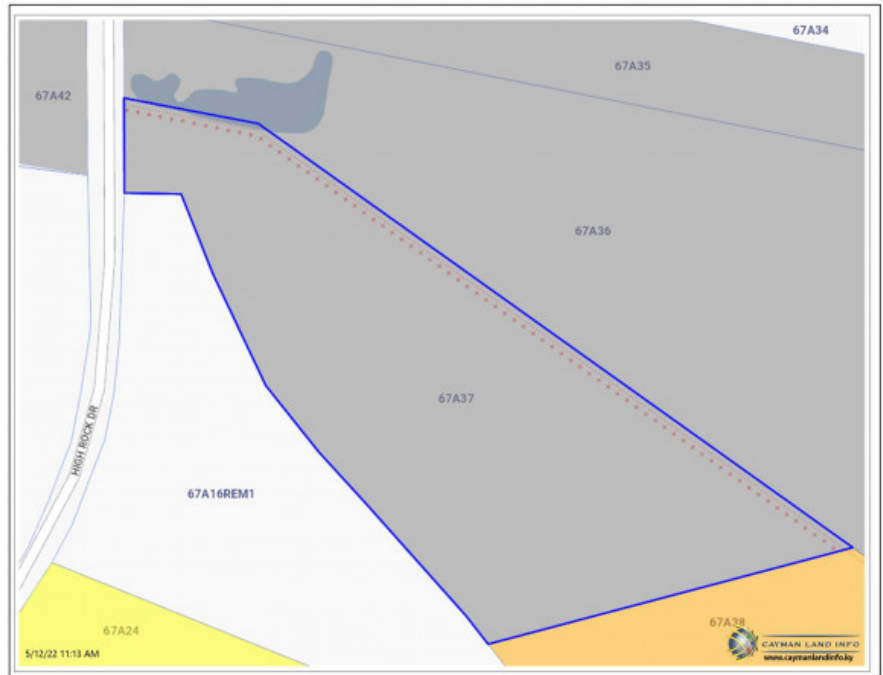 67A34
67A35
67A42
67A36
67A37
HIGH ROCK DR
67A16REM1
67A24
67A38
5/12/22 11:13 AM
CAYMAN LAND INFO
www.caymanlandinfo.ky